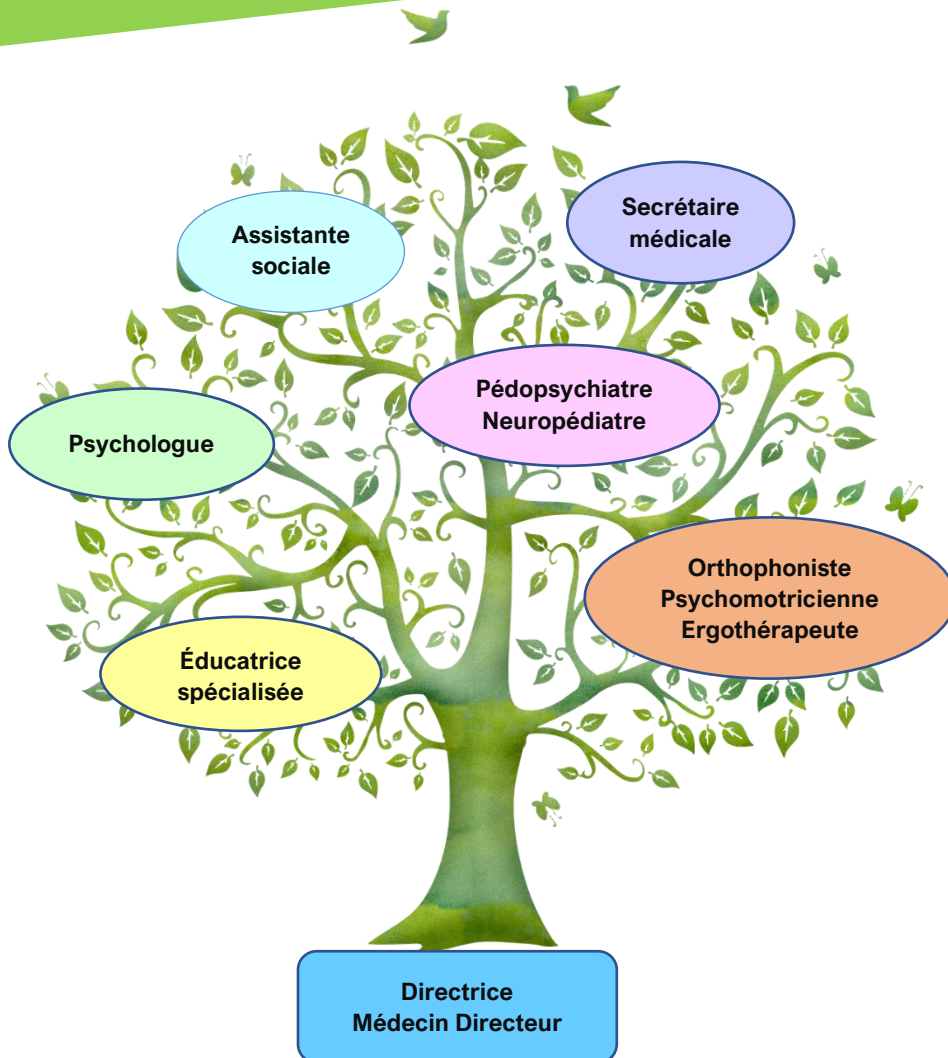 Assistante
sociale
Secrétaire
médicale
Pédopsychiatre
Neuropédiatre
Psychologue
Orthophoniste
Psychomotricienne
Ergothérapeute
Éducatrice
spécialisée
Directrice
Médecin Directeur